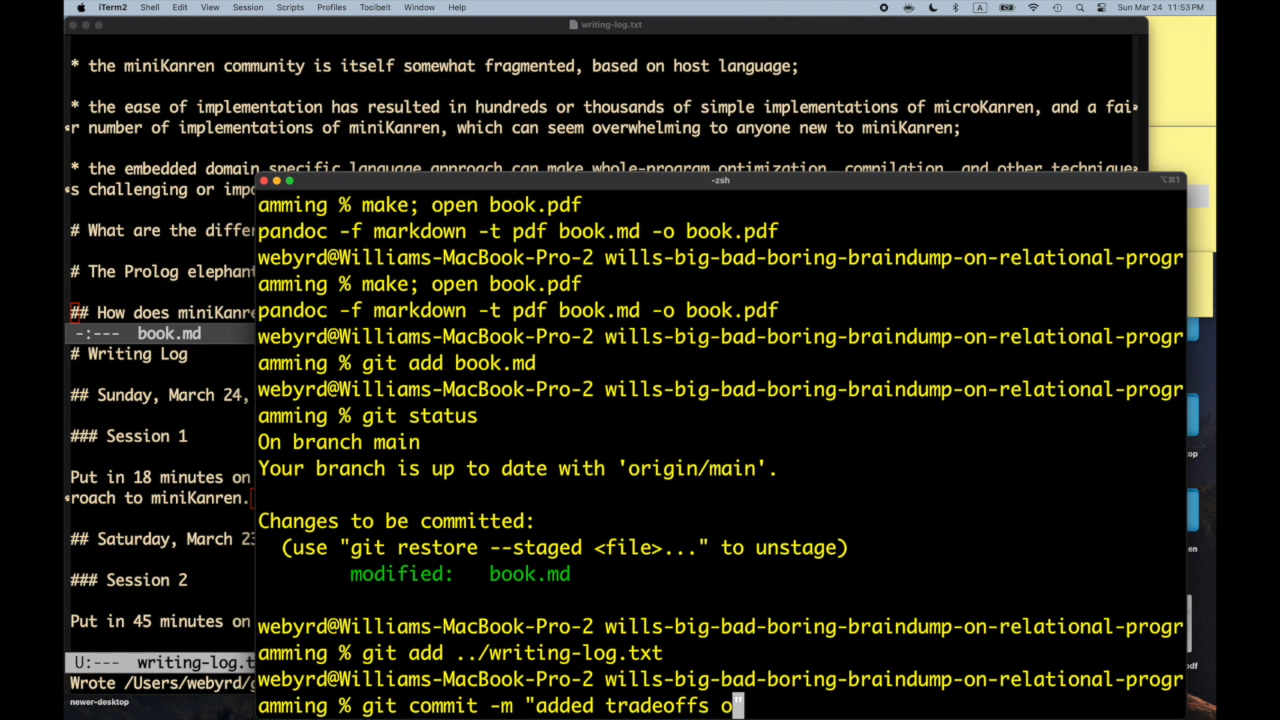 iTerm2 Shell Edit View Session Scripts Profiles Toolbelt Window Help A Sun Mar 24 11:53 PM
writing-log.txt
* the miniKanren community is itself somewhat fragmented, based on host language;
* the ease of implementation has resulted in hundreds or thousands of simple implementations of microKanren, and a fai
r number of implementations of miniKanren, which can seem overwhelming to anyone new to miniKanren;
* the embedded domain specific language approach can make whole-program optimization, compilation, and other technique
s challenging or impo
# What are the differ
# The Prolog elephant
## How does miniKanre
-:--- book.md
# Writing Log
## Sunday, March 24,
### Session 1
Put in 18 minutes on
roach to miniKanren.
## Saturday, March 23
### Session 2
Put in 45 minutes on
U:--- writing-log.t
Wrote /Users/webyrd/g
newer-desktop
-zsh
⌥⌘1
amming % make; open book.pdf
pandoc -f markdown -t pdf book.md -o book.pdf
webyrd@Williams-MacBook-Pro-2 wills-big-bad-boring-braindump-on-relational-progr
amming % make; open book.pdf
pandoc -f markdown -t pdf book.md -o book.pdf
webyrd@Williams-MacBook-Pro-2 wills-big-bad-boring-braindump-on-relational-progr
amming % git add book.md
webyrd@Williams-MacBook-Pro-2 wills-big-bad-boring-braindump-on-relational-progr
amming % git status
On branch main
Your branch is up to date with 'origin/main'.
Changes to be committed:
(use "git restore --staged <file>..." to unstage)
modified: book.md
webyrd@Williams-MacBook-Pro-2 wills-big-bad-boring-braindump-on-relational-progr
amming % git add ../writing-log.txt
webyrd@Williams-MacBook-Pro-2 wills-big-bad-boring-braindump-on-relational-progr
amming % git commit -m "added tradeoffs o"
op
en
pdf